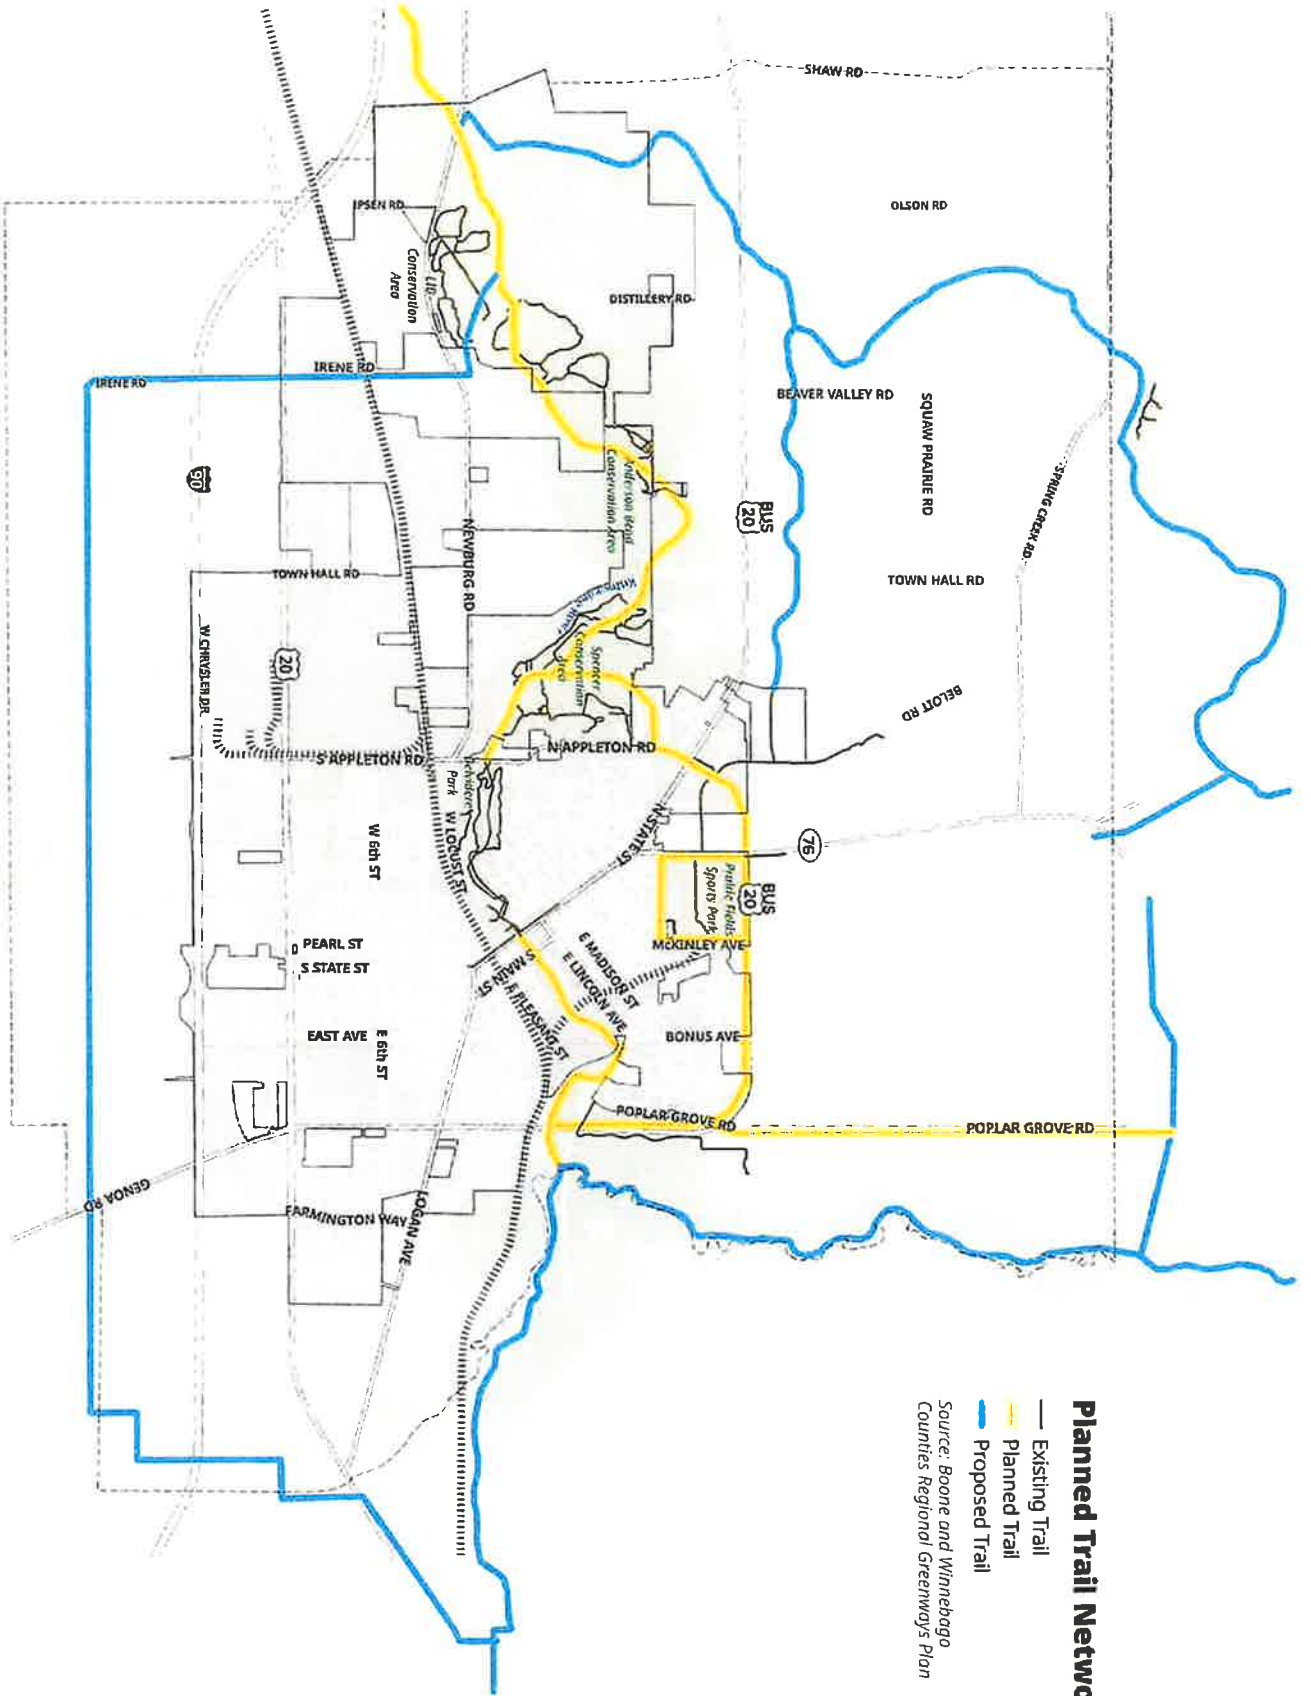 Planned Trail Netwo
Existing Trail
Planned Trail
Proposed Trail
Source: Boone and Winnebago
Counties Regional Greenways Plan
SHAW RD
OLSON RD
IPSEN RD
Conservation
Area
DISTILLERY RD
IRENE RD
IRENE RD
BEAVER VALLEY RD
SQUAW PRAIRIE RD
SPRING CREEK RD
90
BUS
20
Anderson Bend
Conservation Area
NEWBURG RD
TOWN HALL RD
TOWN HALL RD
Kishwaukee River
Spencer
Conservation
Area
W CHRYSLER DR
20
BELOIT RD
N APPLETON RD
S APPLETON RD
Belvidere
Park
W LOCUST ST
N STATE ST
76
W 6th ST
Prairie Fields
Sports Park
BUS
20
McKINLEY AVE
PEARL ST
S STATE ST
S MAIN ST
E MADISON ST
E LINCOLN AVE
E PLEASANT ST
EAST AVE
E 6th ST
BONUS AVE
POPLAR GROVE RD
POPLAR GROVE RD
GENOA RD
FARMINGTON WAY
LOGAN AVE